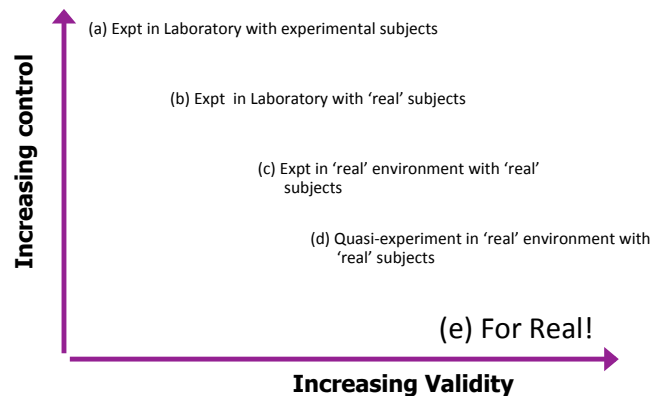 (a) Expt in Laboratory with experimental subjects
(b) Expt in Laboratory with ‘real’ subjects
(c) Expt in ‘real’ environment with ‘real’
subjects
(d) Quasi-experiment in ‘real’ environment with
‘real’ subjects
(e) For Real!
Increasing control
Increasing Validity